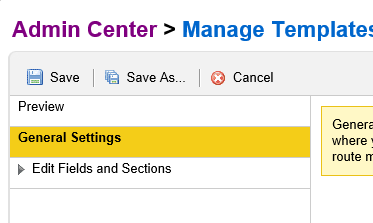 Admin Center > Manage Templates
Save Save As... Cancel
Preview
General Settings
Edit Fields and Sections
Genera
where y
route m